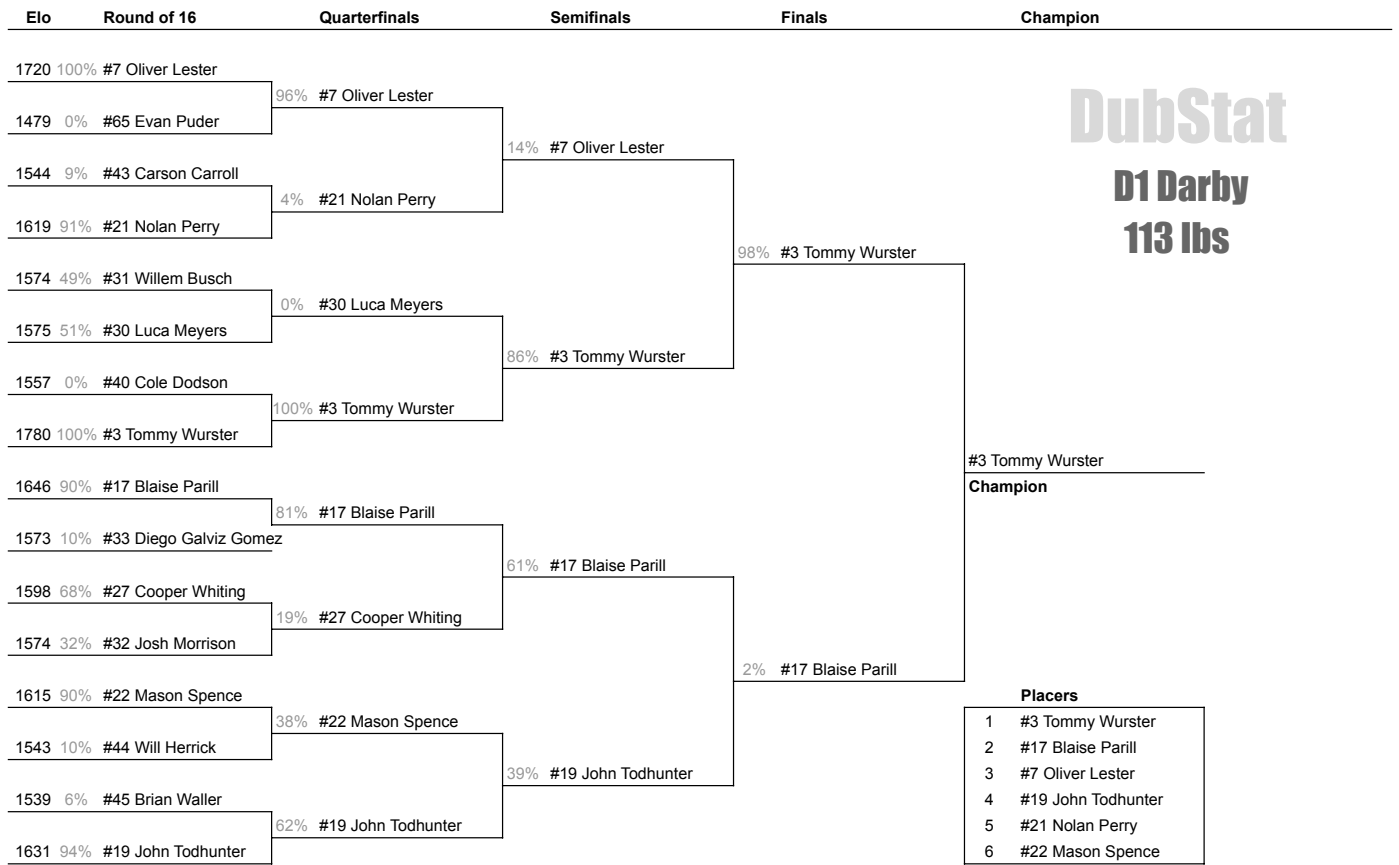 Elo Round of 16 Quarterfinals Semifinals Finals Champion
1720 100% #7 Oliver Lester
96% #7 Oliver Lester
DubStat
1479 0% #65 Evan Puder
14% #7 Oliver Lester
1544 9% #43 Carson Carroll
D1 Darby
4% #21 Nolan Perry
1619 91% #21 Nolan Perry
113 lbs
98% #3 Tommy Wurster
1574 49% #31 Willem Busch
0% #30 Luca Meyers
1575 51% #30 Luca Meyers
86% #3 Tommy Wurster
1557 0% #40 Cole Dodson
100% #3 Tommy Wurster
1780 100% #3 Tommy Wurster
#3 Tommy Wurster
1646 90% #17 Blaise Parill
Champion
81% #17 Blaise Parill
1573 10% #33 Diego Galviz Gomez
61% #17 Blaise Parill
1598 68% #27 Cooper Whiting
19% #27 Cooper Whiting
1574 32% #32 Josh Morrison
2% #17 Blaise Parill
1615 90% #22 Mason Spence
Placers
38% #22 Mason Spence
1 #3 Tommy Wurster
1543 10% #44 Will Herrick
2 #17 Blaise Parill
39% #19 John Todhunter
3 #7 Oliver Lester
1539 6% #45 Brian Waller
4 #19 John Todhunter
62% #19 John Todhunter
5 #21 Nolan Perry
1631 94% #19 John Todhunter
6 #22 Mason Spence